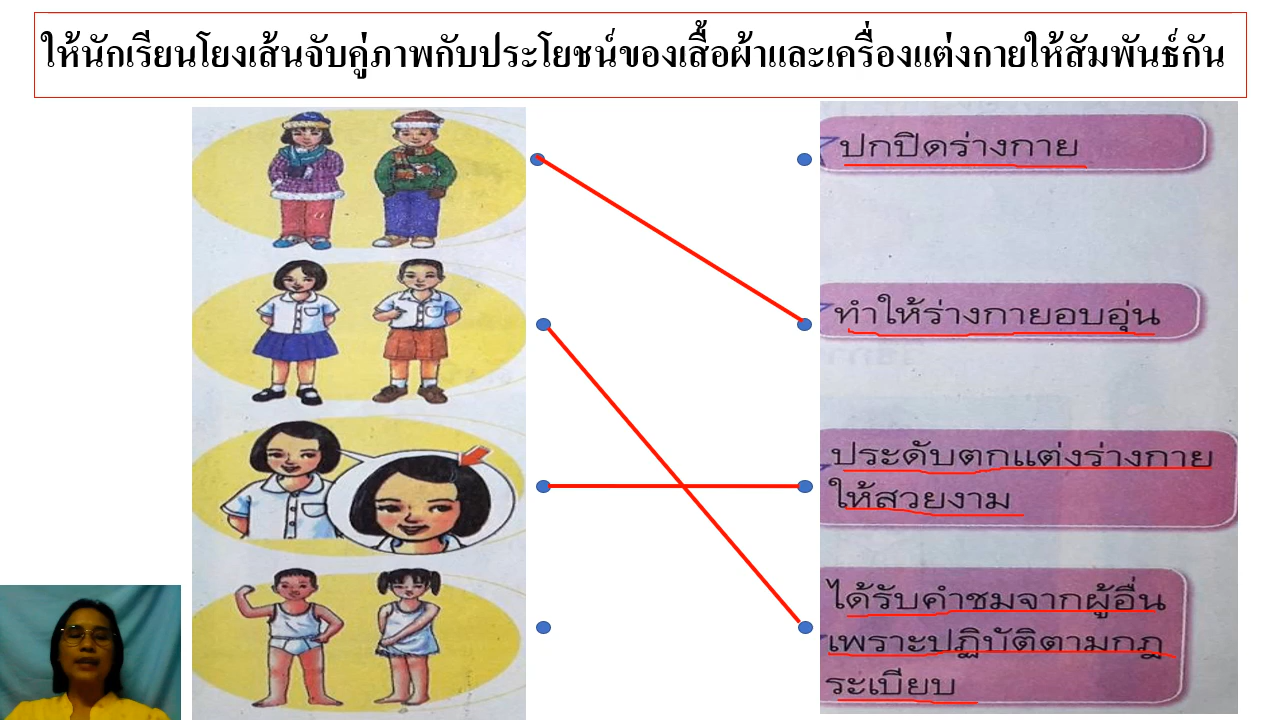 ให้นักเรียนโยงเส้นจับคู่ภาพกับประโยชน์ของเสื้อผ้าและเครื่องแต่งกายให้สัมพันธ์กัน
ปกปิดร่างกาย
ทำให้ร่างกายอบอุ่น
ประดับตกแต่งร่างกาย
ให้สวยงาม
ได้รับคำชมจากผู้อื่น
เพราะปฏิบัติตามกฎ
ระเบียบ